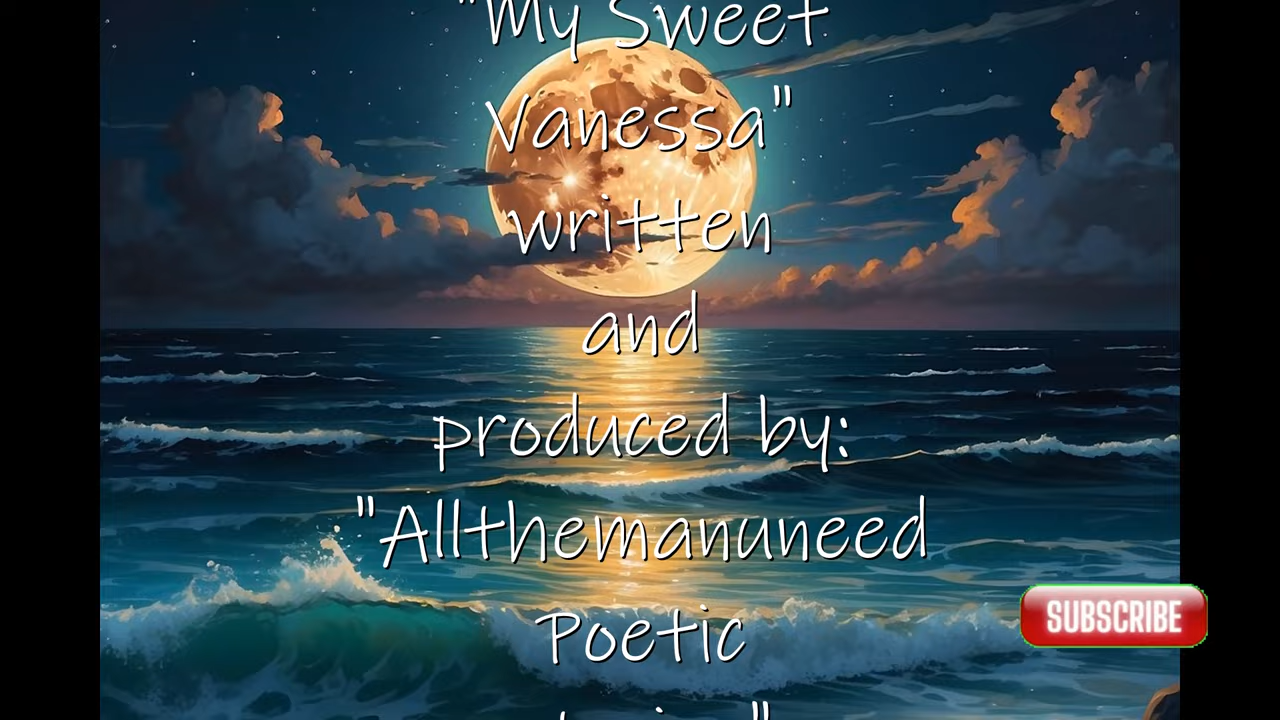 "My Sweet
Vanessa"
written
and
produced by:
"Allthemanuneed
Poetic
SUBSCRIBE